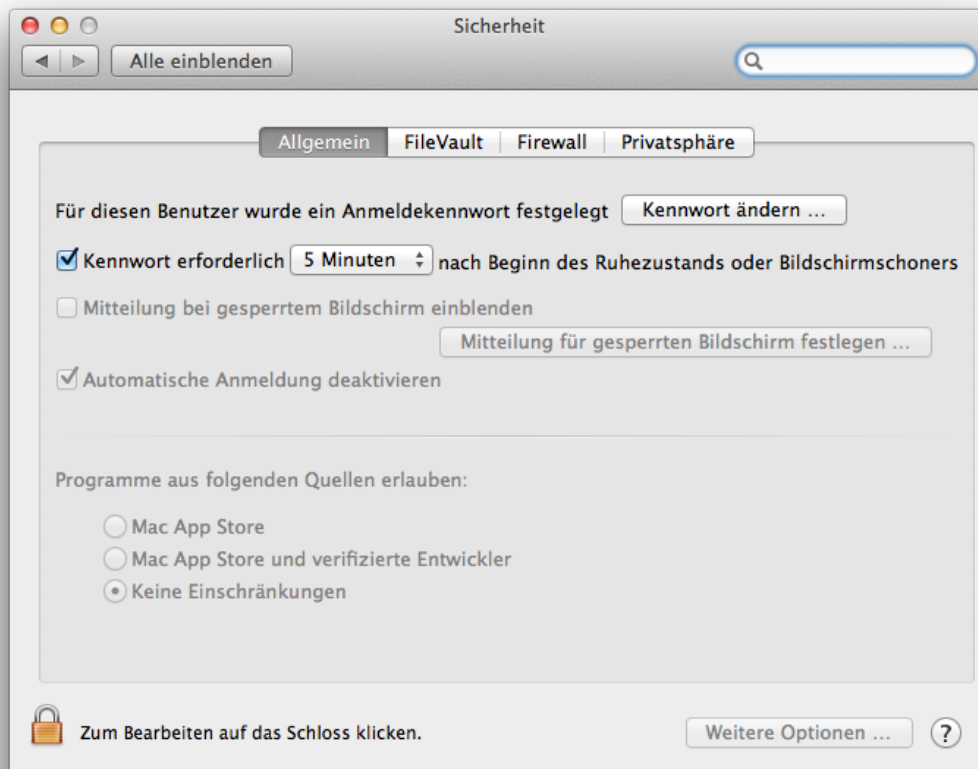 Sicherheit
Alle einblenden
Allgemein FileVault Firewall Privatsphäre
Für diesen Benutzer wurde ein Anmeldekennwort festgelegt Kennwort ändern ...
Kennwort erforderlich 5 Minuten nach Beginn des Ruhezustands oder Bildschirmschoners
Mitteilung bei gesperrtem Bildschirm einblenden
Mitteilung für gesperrten Bildschirm festlegen ...
Automatische Anmeldung deaktivieren
Programme aus folgenden Quellen erlauben:
Mac App Store
Mac App Store und verifizierte Entwickler
Keine Einschränkungen
Zum Bearbeiten auf das Schloss klicken. Weitere Optionen ... ?